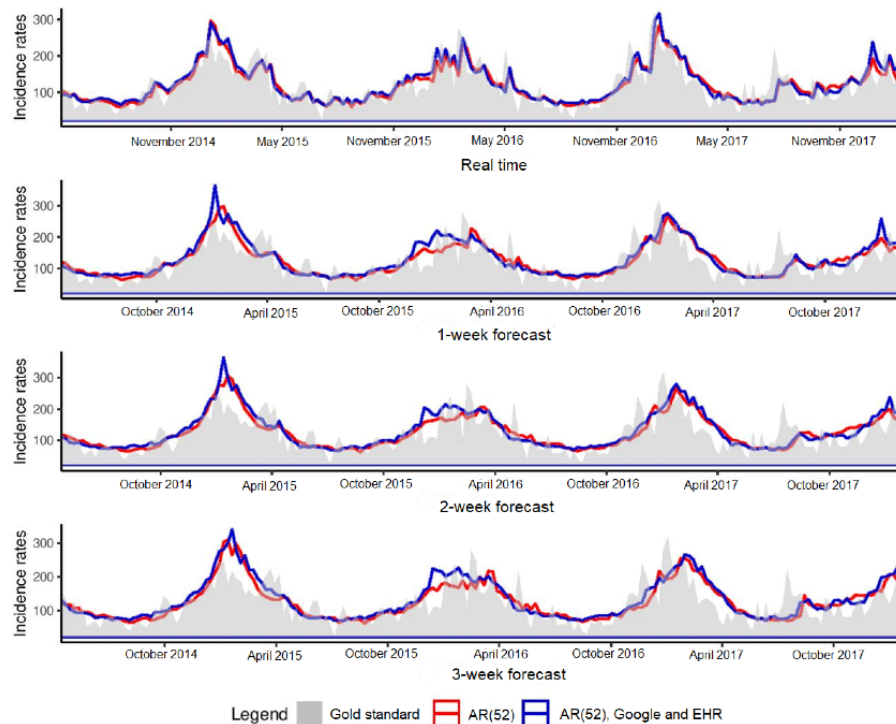 Incidence rates
300
200
100
November 2014 May 2015 November 2015 May 2016 November 2016 May 2017 November 2017
Real time
Incidence rates
300
200
100
October 2014 April 2015 October 2015 April 2016 October 2016 April 2017 October 2017
1-week forecast
Incidence rates
300
200
100
October 2014 April 2015 October 2015 April 2016 October 2016 April 2017 October 2017
2-week forecast
Incidence rates
300
200
100
October 2014 April 2015 October 2015 April 2016 October 2016 April 2017 October 2017
3-week forecast
Legend Gold standard AR(52) AR(52), Google and EHR